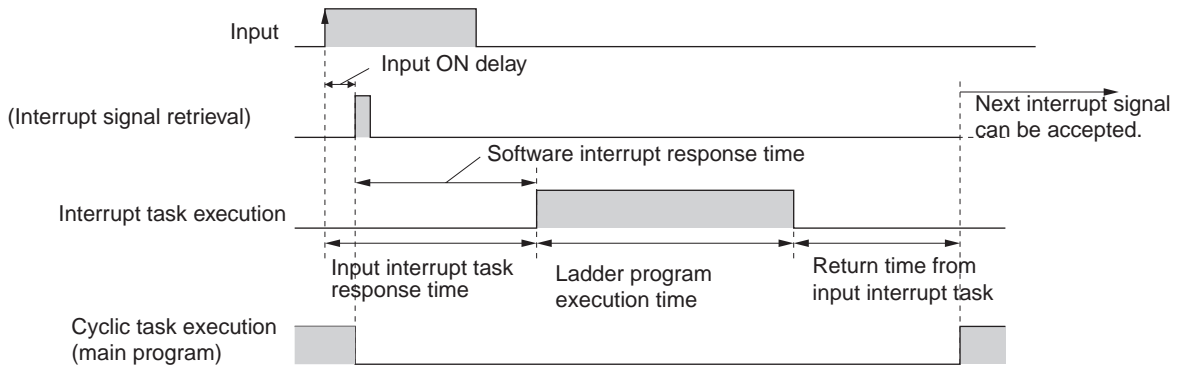 Input
Input ON delay
(Interrupt signal retrieval)
Next interrupt signal
can be accepted.
Software interrupt response time
Interrupt task execution
Input interrupt task
response time
Ladder program
execution time
Return time from
input interrupt task
Cyclic task execution
(main program)